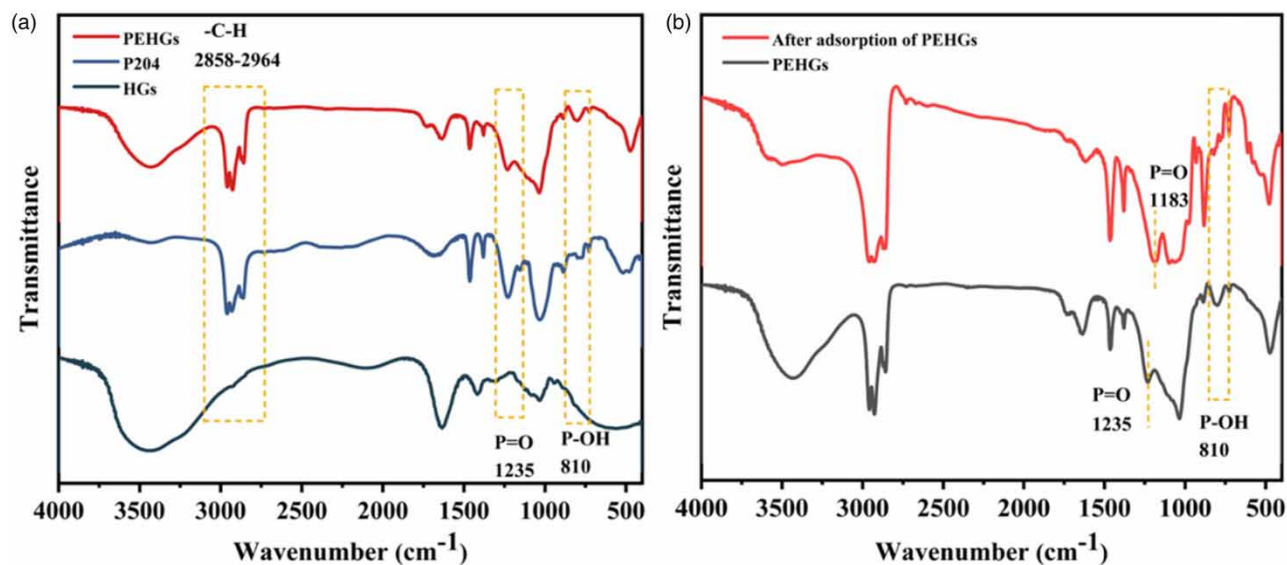 (a)
PEHGs
P204
HGs
-C-H
2858-2964
P=O
1235
P-OH
810
Transmittance
4000 3500 3000 2500 2000 1500 1000 500
Wavenumber (cm-1)
(b)
After adsorption of PEHGs
PEHGs
P=O
1183
P=O
1235
P-OH
810
Transmittance
4000 3500 3000 2500 2000 1500 1000 500
Wavenumber (cm-1)